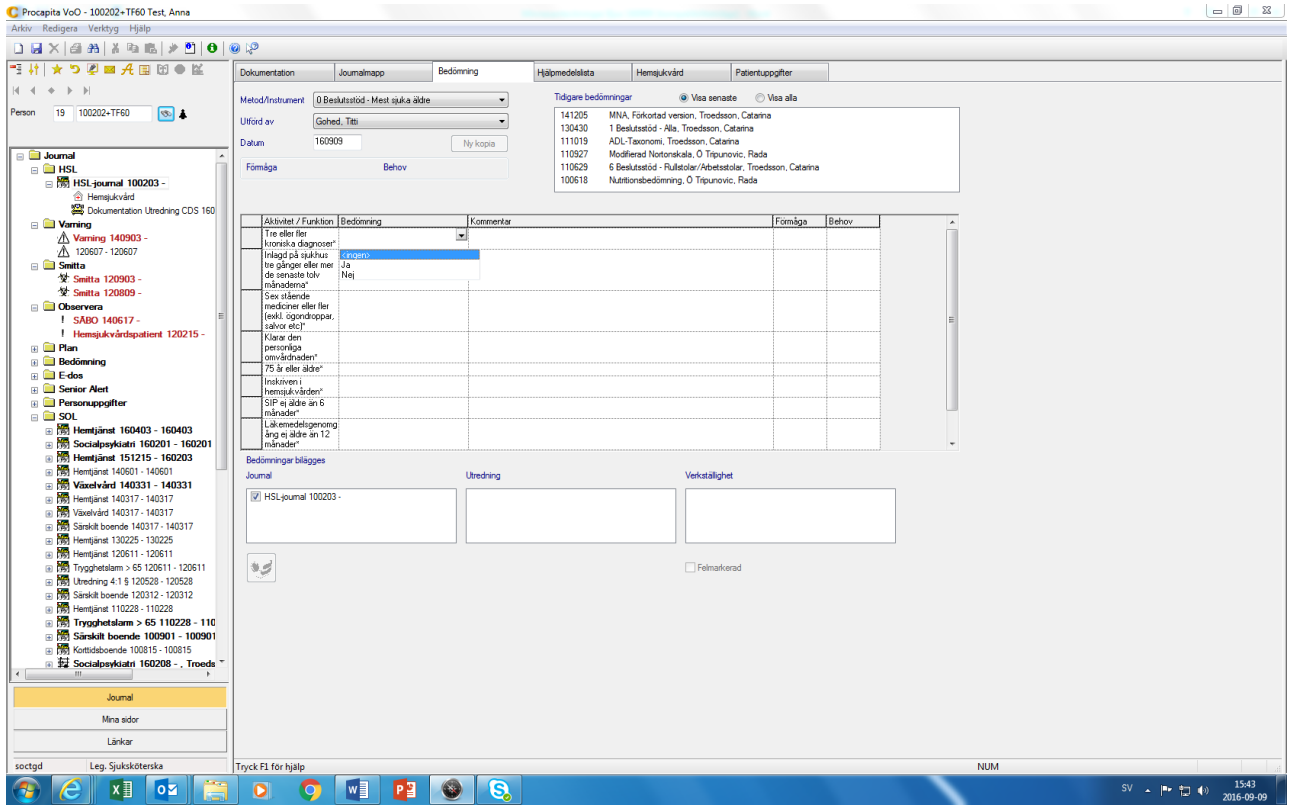 Procapita VoO - 100202+TF60 Test, Anna
Arkiv Redigera Verktyg Hjälp
Person 19 100202+TF60
Journal
HSL
HSL-journal 100203 -
Hemsjukvård
Dokumentation Utredning CDS 160
Varning
Varning 140903 -
120607 - 120607
Smitta
Smitta 120903 -
Smitta 120809 -
Observera
SÄBO 140617 -
Hemsjukvårdspatient 120215 -
Plan
Bedömning
E-dos
Senior Alert
Personuppgifter
SOL
Hemtjänst 160403 - 160403
Socialpsykiatri 160201 - 160201
Hemtjänst 151215 - 160203
Hemtjänst 140601 - 140601
Växelvård 140331 - 140331
Hemtjänst 140317 - 140317
Växelvård 140317 - 140317
Särskilt boende 140317 - 140317
Hemtjänst 130225 - 130225
Hemtjänst 120611 - 120611
Trygghetslarm > 65 120611 - 120611
Utredning 4:1 § 120528 - 120528
Särskilt boende 120312 - 120312
Hemtjänst 110228 - 110228
Trygghetslarm > 65 110228 - 110
Särskilt boende 100901 - 100901
Korttidsboende 100815 - 100815
Socialpsykiatri 160208 - , Troeds
Journal
Mina sidor
Länkar
soctgd Leg. Sjuksköterska
Dokumentation Journalmapp Bedömning Hjälpmedelslista Hemsjukvård Patientuppgifter
Metod/Instrument 0 Beslutsstöd - Mest sjuka äldre
Utförd av Gohed, Titti
Datum 160909 Ny kopia
Förmåga Behov
Tidigare bedömningar Visa senaste Visa alla
141205 MNA, Förkortad version, Troedsson, Catarina
130430 1 Beslutsstöd - Alla, Troedsson, Catarina
111019 ADL-Taxonomi, Troedsson, Catarina
110927 Modifierad Nortonskala, Ö Tripunovic, Rada
110629 6 Beslutsstöd - Rullstolar/Arbetsstolar, Troedsson, Catarina
100618 Nutritionsbedömning, Ö Tripunovic, Rada
Aktivitet / Funktion Bedömning Kommentar Förmåga Behov
Tre eller fler
kroniska diagnoser*
Inlagd på sjukhus
tre gånger eller mer
de senaste tolv
månaderna*
<ingen>
Ja
Nej
Sex stående
mediciner eller fler
(exkl. ögondroppar,
salvor etc)*
Klarar den
personliga
omvårdnaden*
75 år eller äldre*
Inskriven i
hemsjukvården*
SIP ej äldre än 6
månader*
Läkemedelsgenomg
ång ej äldre än 12
månader*
Bedömningar bilägges
Journal Utredning Verkställighet
HSL-journal 100203 -
Felmarkerad
Tryck F1 för hjälp NUM
SV 15:43
2016-09-09